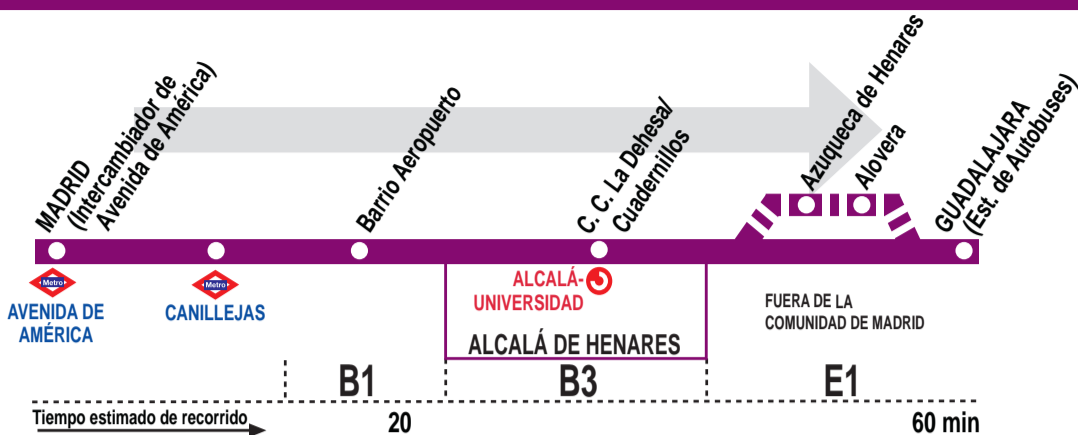 MADRID
(Intercambiador de
Avenida de América)
Barrio Aeropuerto
C. C. La Dehesa/
Cuadernillos
Azuqueca de Henares
Alovera
GUADALAJARA
(Est. de Autobuses)
Metro
AVENIDA DE
AMÉRICA
Metro
CANILLEJAS
ALCALÁ-
UNIVERSIDAD
ALCALÁ DE HENARES
FUERA DE LA
COMUNIDAD DE MADRID
B1
B3
E1
Tiempo estimado de recorrido
20
60 min